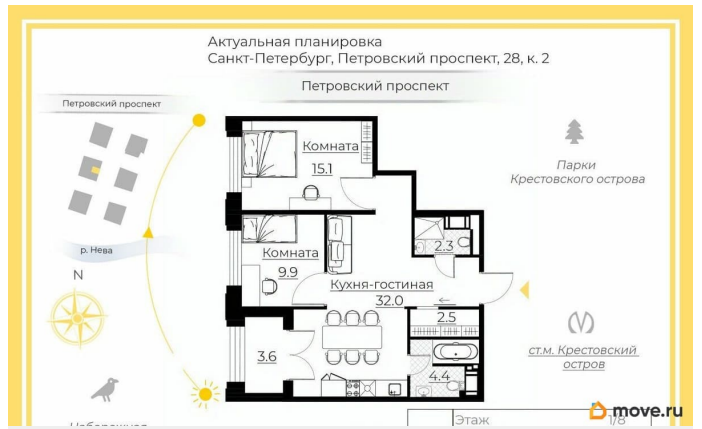 Актуальная планировка
Санкт-Петербург, Петровский проспект, 28, к. 2
Петровский проспект
Петровский проспект
Комната
15.1
Парки
Крестовского острова
р. Нева
2.3
Комната
9.9
N
Кухня-гостиная
32.0
2.5
3.6
ст.м. Крестовский
остров
4.4
Набережная
Этаж
1/8
move.ru